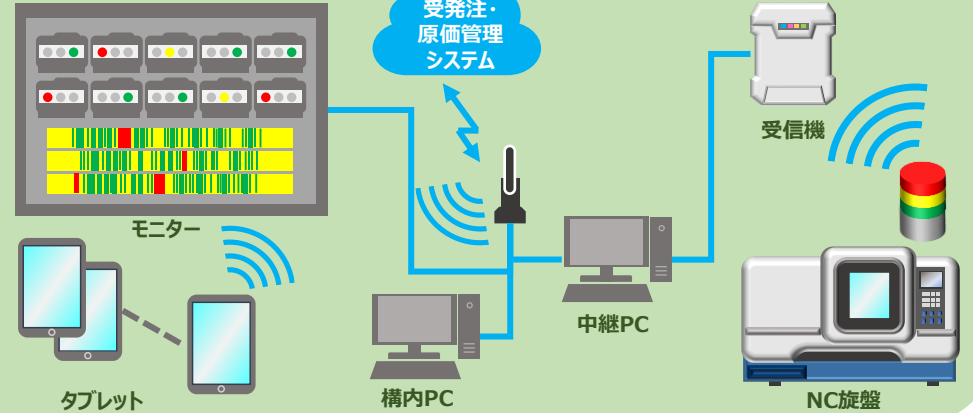 受発注・
原価管理
システム
受信機
モニター
中継PC
構内PC
タブレット
NC旋盤